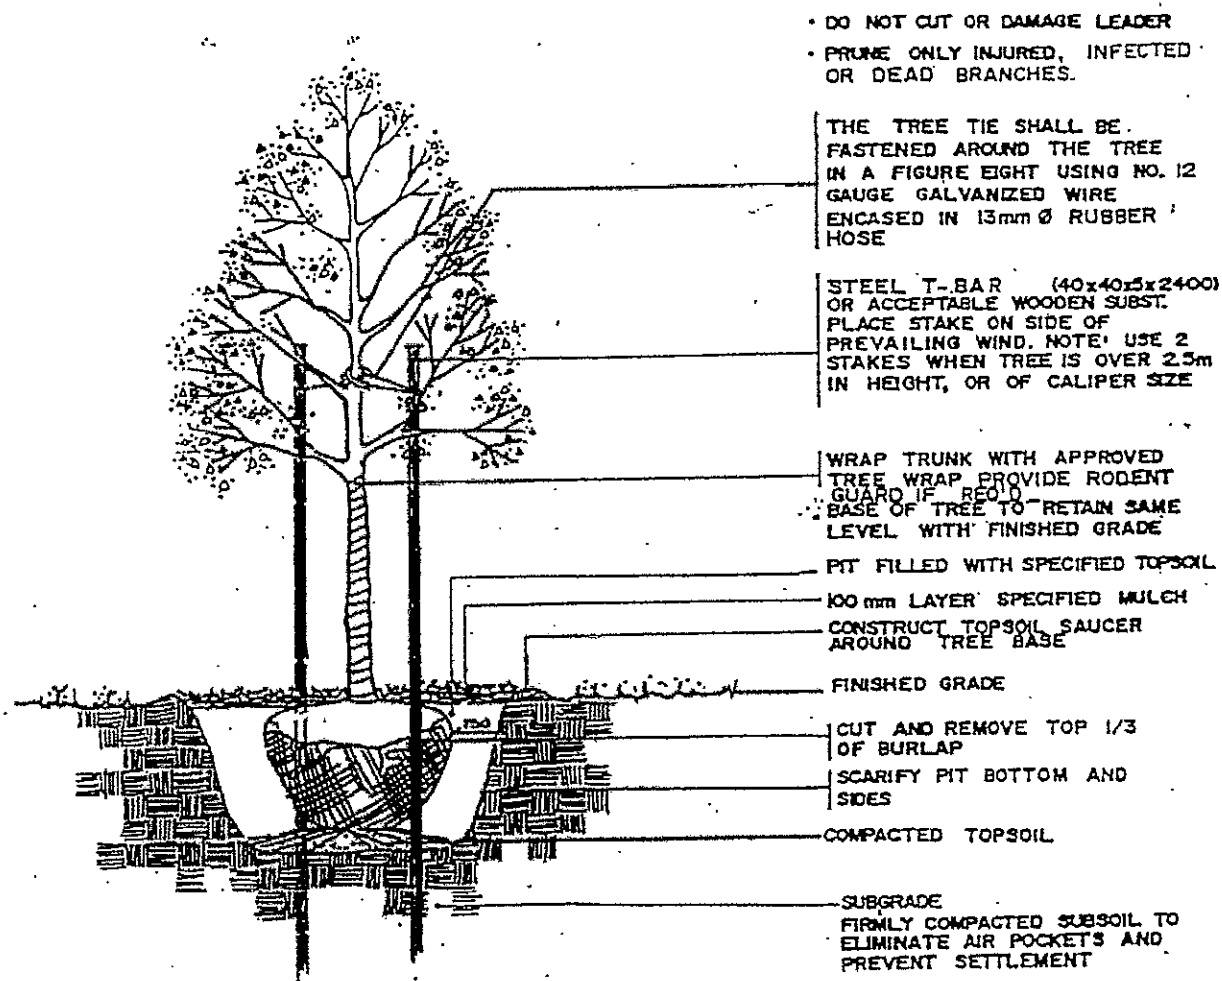 • DO NOT CUT OR DAMAGE LEADER
• PRUNE ONLY INJURED, INFECTED
OR DEAD BRANCHES.
THE TREE TIE SHALL BE
FASTENED AROUND THE TREE
IN A FIGURE EIGHT USING NO. 12
GAUGE GALVANIZED WIRE
ENCASED IN 13mm Ø RUBBER
HOSE
STEEL T-BAR (40x40x5x2400)
OR ACCEPTABLE WOODEN SUBST.
PLACE STAKE ON SIDE OF
PREVAILING WIND. NOTE: USE 2
STAKES WHEN TREE IS OVER 2.5m
IN HEIGHT, OR OF CALIPER SIZE
WRAP TRUNK WITH APPROVED
TREE WRAP PROVIDE RODENT
GUARD IF REQ'D
BASE OF TREE TO RETAIN SAME
LEVEL WITH FINISHED GRADE
PIT FILLED WITH SPECIFIED TOPSOIL
100 mm LAYER SPECIFIED MULCH
CONSTRUCT TOPSOIL SAUCER
AROUND TREE BASE
FINISHED GRADE
CUT AND REMOVE TOP 1/3
OF BURLAP
SCARIFY PIT BOTTOM AND
SIDES
COMPACTED TOPSOIL
SUBGRADE
FIRMLY COMPACTED SUBSOIL TO
ELIMINATE AIR POCKETS AND
PREVENT SETTLEMENT